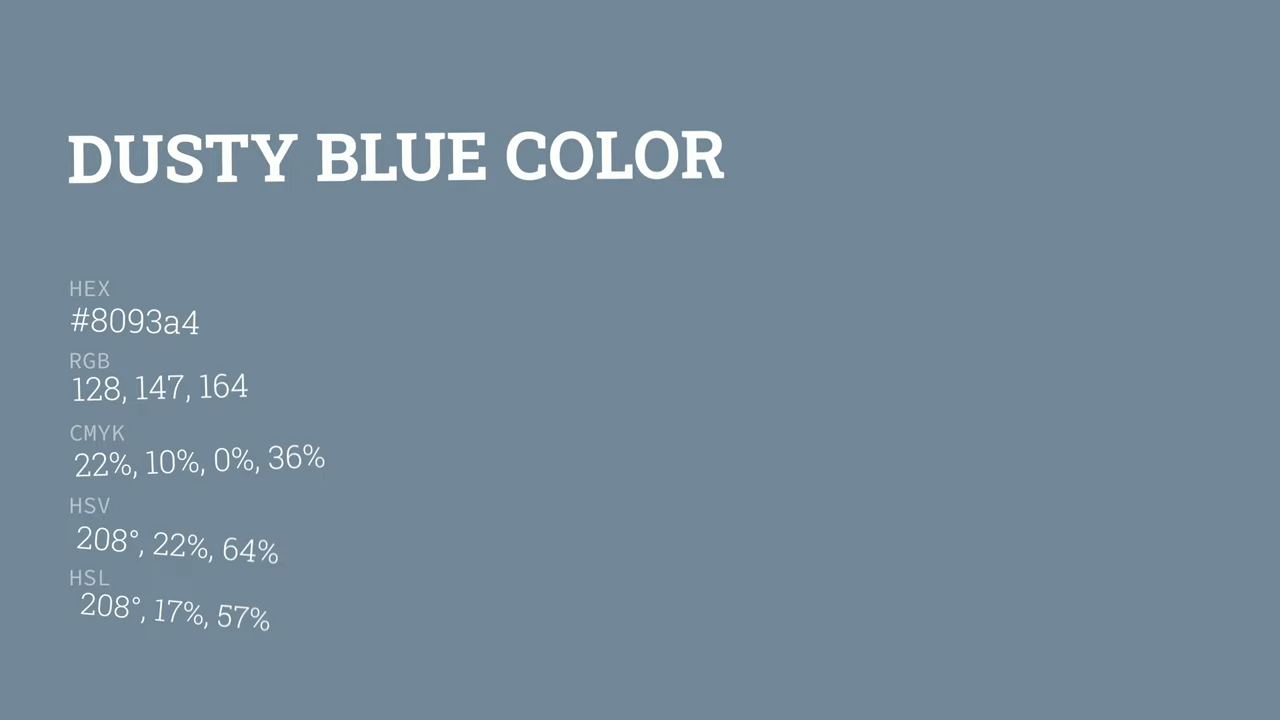 DUSTY BLUE COLOR
HEX
#8093a4
RGB
128, 147, 164
CMYK
22%, 10%, 0%, 36%
HSV
208°, 22%, 64%
HSL
208°, 17%, 57%